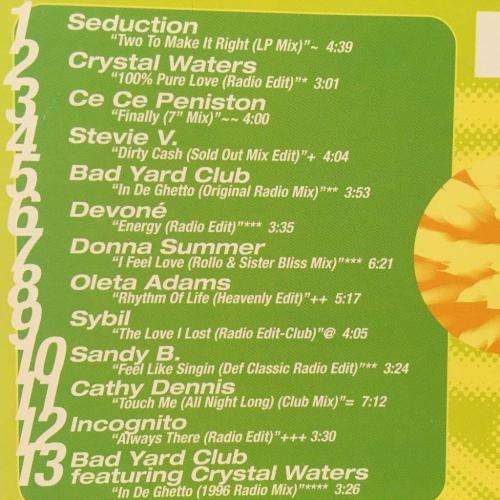 1 Seduction
"Two To Make It Right (LP Mix)"~ 4:39
2 Crystal Waters
"100% Pure Love (Radio Edit)"* 3:01
3 Ce Ce Peniston
"Finally (7" Mix)"~~ 4:00
4 Stevie V.
"Dirty Cash (Sold Out Mix Edit)"+ 4:04
5 Bad Yard Club
"In De Ghetto (Original Radio Mix)"** 3:53
6 Devoné
"Energy (Radio Edit)"*** 3:35
7 Donna Summer
"I Feel Love (Rollo & Sister Bliss Mix)"*** 6:21
8 Oleta Adams
"Rhythm Of Life (Heavenly Edit)"++ 5:17
9 Sybil
"The Love I Lost (Radio Edit-Club)"@ 4:05
10 Sandy B.
"Feel Like Singin (Def Classic Radio Edit)"** 3:24
11 Cathy Dennis
"Touch Me (All Night Long) (Club Mix)"= 7:12
12 Incognito
"Always There (Radio Edit)"+++ 3:30
13 Bad Yard Club
featuring Crystal Waters
"In De Ghetto (1996 Radio Mix)"**** 3:26